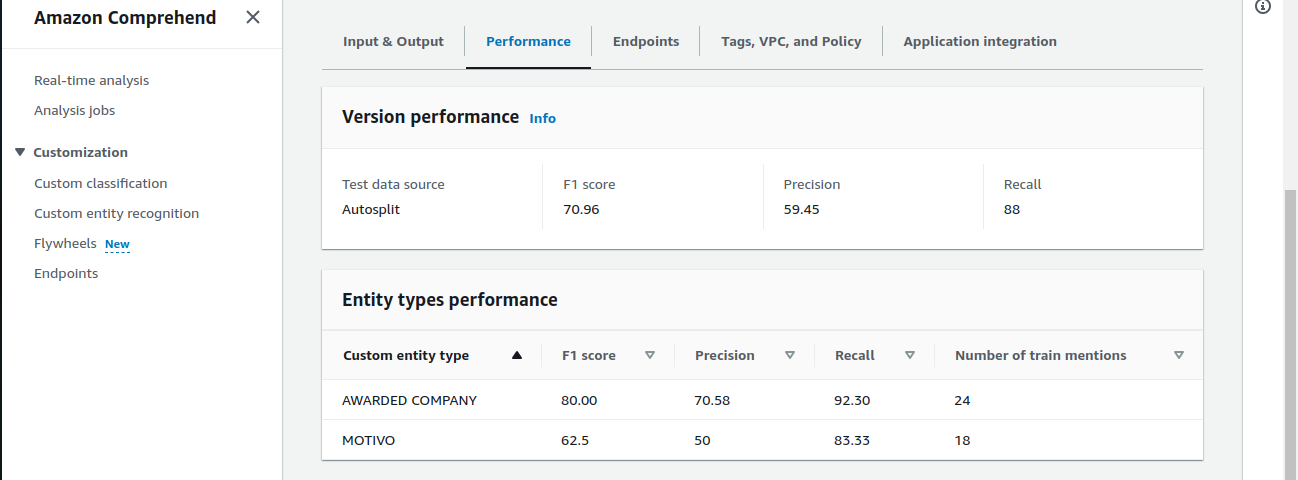 Amazon Comprehend
Real-time analysis
Analysis jobs
Customization
Custom classification
Custom entity recognition
Flywheels New
Endpoints
Input & Output Performance Endpoints Tags, VPC, and Policy Application integration
Version performance Info
Test data source F1 score Precision Recall
Autosplit 70.96 59.45 88
Entity types performance
Custom entity type F1 score Precision Recall Number of train mentions
AWARDED COMPANY 80.00 70.58 92.30 24
MOTIVO 62.5 50 83.33 18